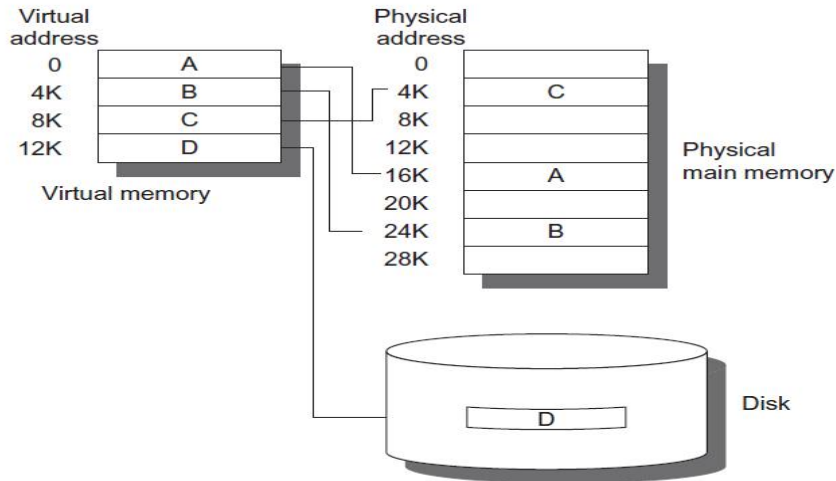 Virtual
address
0
A
4K
B
8K
C
12K
D
Virtual memory
Physical
address
0
4K
C
8K
12K
16K
A
20K
24K
B
28K
Physical
main memory
D
Disk